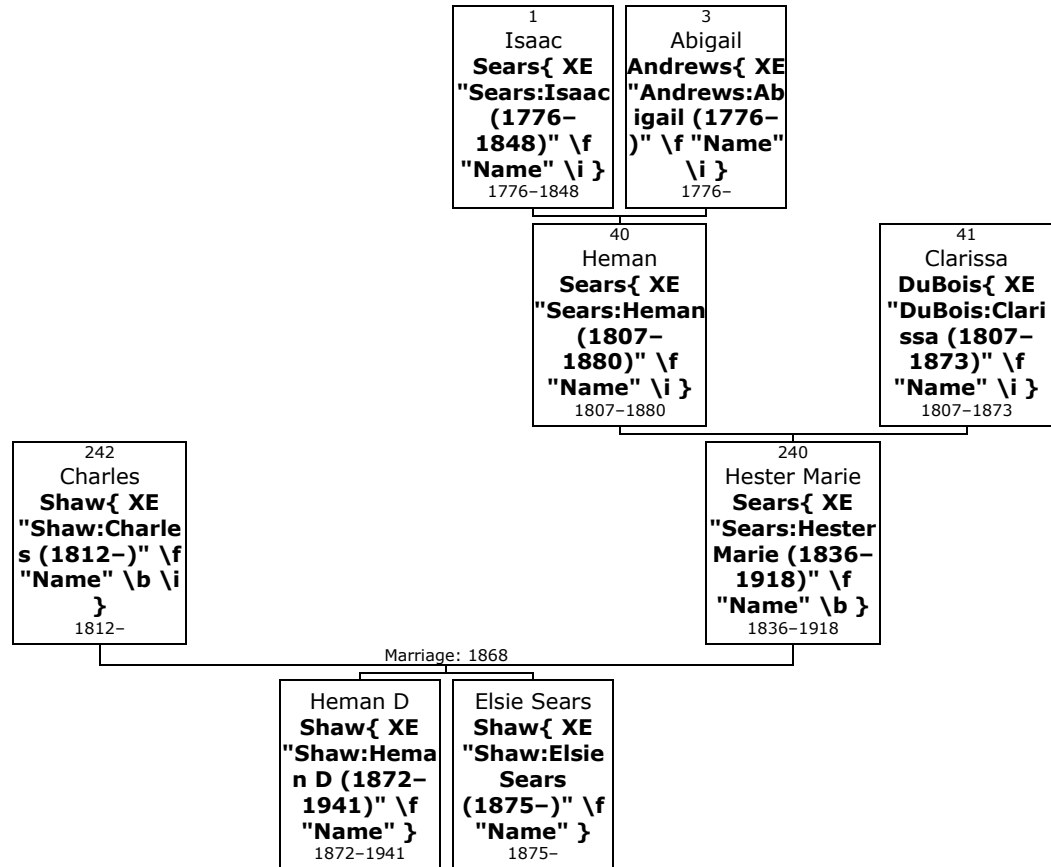 1
Isaac
Sears{ XE
"Sears:Isaac
(1776–
1848)" \f
"Name" \i }
1776–1848
3
Abigail
Andrews{ XE
"Andrews:Ab
igail (1776–
)" \f "Name"
\i }
1776–
40
Heman
Sears{ XE
"Sears:Heman
(1807–
1880)" \f
"Name" \i }
1807–1880
41
Clarissa
DuBois{ XE
"DuBois:Clari
ssa (1807–
1873)" \f
"Name" \i }
1807–1873
242
Charles
Shaw{ XE
"Shaw:Charle
s (1812–)" \f
"Name" \b \i
}
1812–
240
Hester Marie
Sears{ XE
"Sears:Hester
Marie (1836–
1918)" \f
"Name" \b }
1836–1918
Marriage: 1868
Heman D
Shaw{ XE
"Shaw:Hema
n D (1872–
1941)" \f
"Name" }
1872–1941
Elsie Sears
Shaw{ XE
"Shaw:Elsie
Sears
(1875–)" \f
"Name" }
1875–